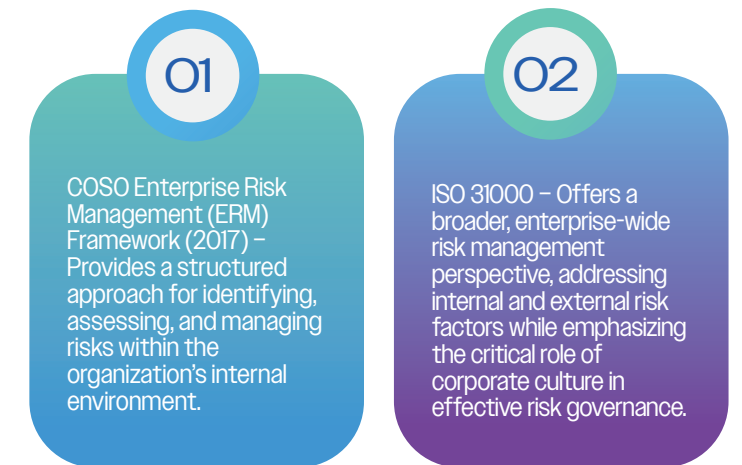 01
COSO Enterprise Risk
Management (ERM)
Framework (2017) –
Provides a structured
approach for identifying,
assessing, and managing
risks within the
organization's internal
environment.
02
ISO 31000 – Offers a
broader, enterprise-wide
risk management
perspective, addressing
internal and external risk
factors while emphasizing
the critical role of
corporate culture in
effective risk governance.